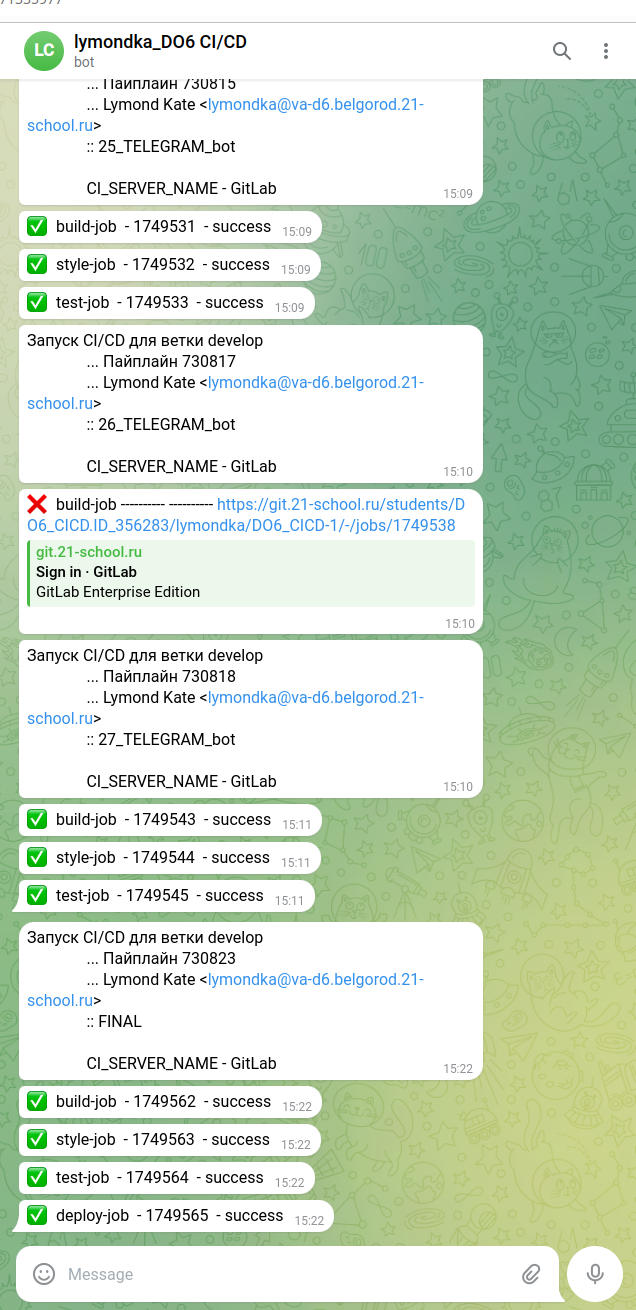 LC
lymondka_DO6 CI/CD
bot
... Пайплайн 730815
... Lymond Kate <lymondka@va-d6.belgorod.21-
school.ru>
:: 25_TELEGRAM_bot
CI_SERVER_NAME - GitLab
15:09
build-job - 1749531 - success 15:09
style-job - 1749532 - success 15:09
test-job - 1749533 - success 15:09
Запуск CI/CD для ветки develop
... Пайплайн 730817
... Lymond Kate <lymondka@va-d6.belgorod.21-
school.ru>
:: 26_TELEGRAM_bot
CI_SERVER_NAME - GitLab
15:10
build-job ---------- ---------- https://git.21-school.ru/students/D
O6_CICD.ID_356283/lymondka/DO6_CICD-1/-/jobs/1749538
git.21-school.ru
Sign in · GitLab
GitLab Enterprise Edition
15:10
Запуск CI/CD для ветки develop
... Пайплайн 730818
... Lymond Kate <lymondka@va-d6.belgorod.21-
school.ru>
:: 27_TELEGRAM_bot
CI_SERVER_NAME - GitLab
15:10
build-job - 1749543 - success 15:11
style-job - 1749544 - success 15:11
test-job - 1749545 - success 15:11
Запуск CI/CD для ветки develop
... Пайплайн 730823
... Lymond Kate <lymondka@va-d6.belgorod.21-
school.ru>
:: FINAL
CI_SERVER_NAME - GitLab
15:22
build-job - 1749562 - success 15:22
style-job - 1749563 - success 15:22
test-job - 1749564 - success 15:22
deploy-job - 1749565 - success 15:22
Message